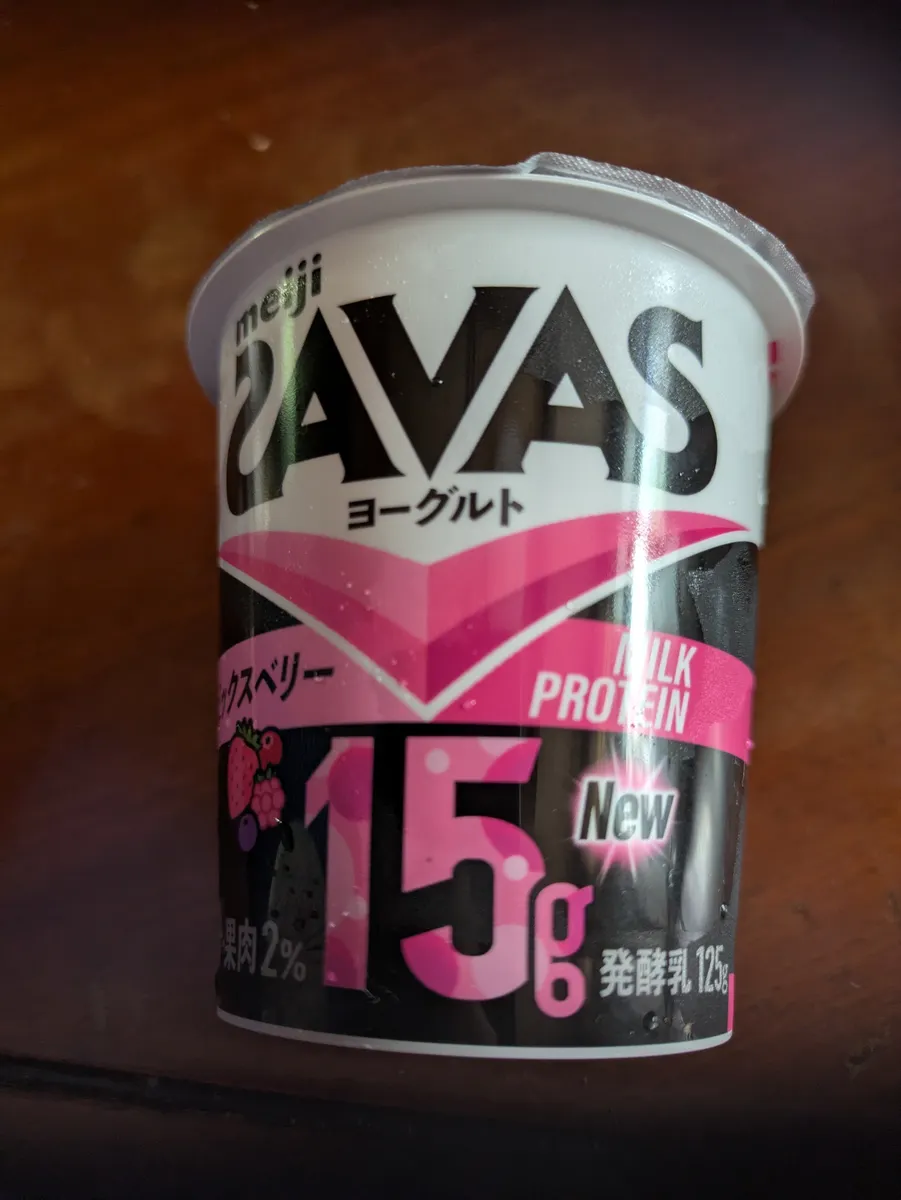 meiji
SAVAS
ヨーグルト
ックスベリー
MILK
PROTEIN
15g
New
果肉2%
発酵乳 125g